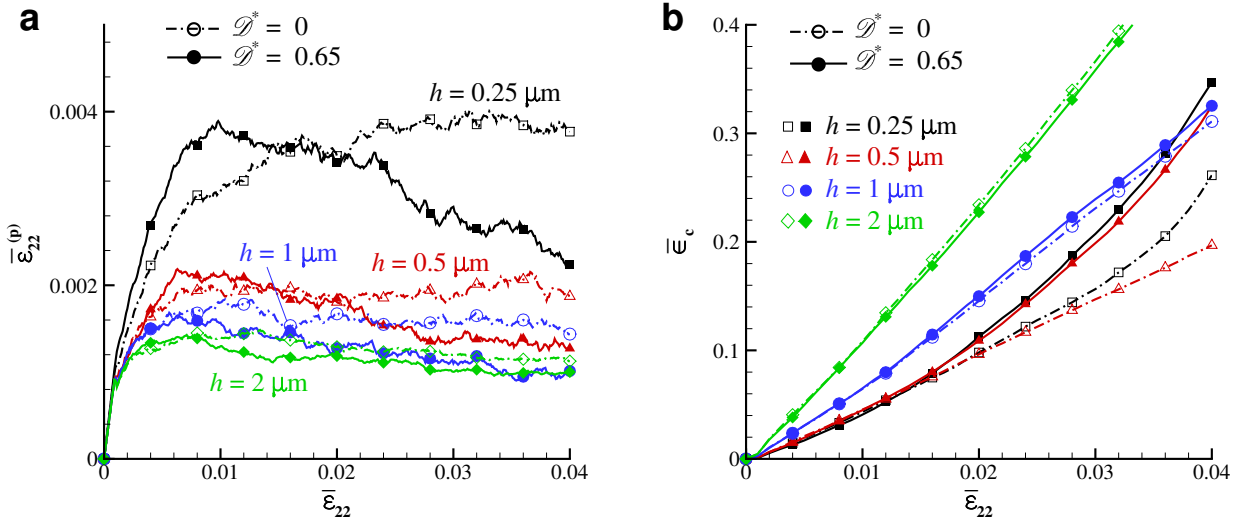 a
𝒟* = 0
𝒟* = 0.65
h = 0.25 μm
h = 1 μm
h = 0.5 μm
h = 2 μm
0.004
0.002
0
ε̅₂₂⁽ᵖ⁾
0
0.01
0.02
0.03
0.04
ε̅₂₂
b
𝒟* = 0
𝒟* = 0.65
h = 0.25 μm
h = 0.5 μm
h = 1 μm
h = 2 μm
0.4
0.3
0.2
0.1
0
ϵ̅_c
0
0.01
0.02
0.03
0.04
ε̅₂₂